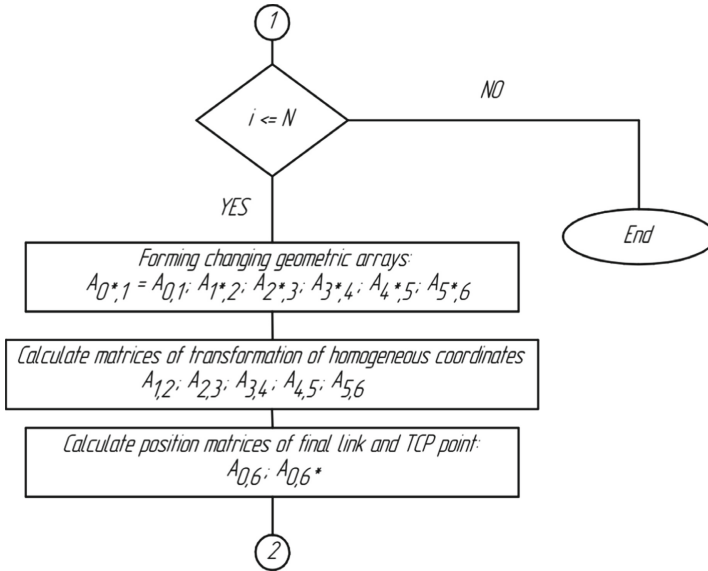 1
i <= N
NO
YES
End
Forming changing geometric arrays:
A0*,1 = A0,1; A1*,2; A2*,3; A3*,4; A4*,5; A5*,6
Calculate matrices of transformation of homogeneous coordinates
A1,2; A2,3; A3,4; A4,5; A5,6
Calculate position matrices of final link and TCP point:
A0,6; A0,6*
2